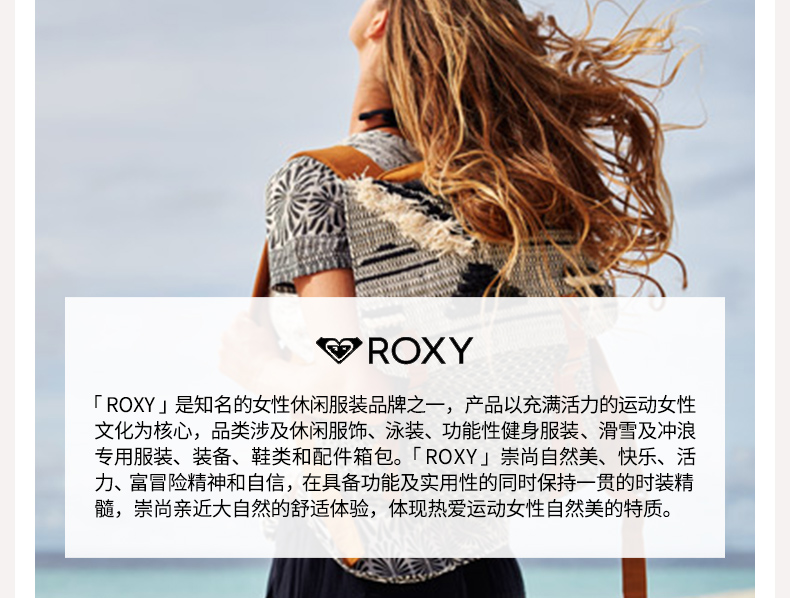 ROXY
「ROXY」是知名的女性休闲服装品牌之一，产品以充满活力的运动女性
文化为核心，品类涉及休闲服饰、泳装、功能性健身服装、滑雪及冲浪
专用服装、装备、鞋类和配件箱包。「ROXY」崇尚自然美、快乐、活
力、富冒险精神和自信，在具备功能及实用性的同时保持一贯的时装精
髓，崇尚亲近大自然的舒适体验，体现热爱运动女性自然美的特质。